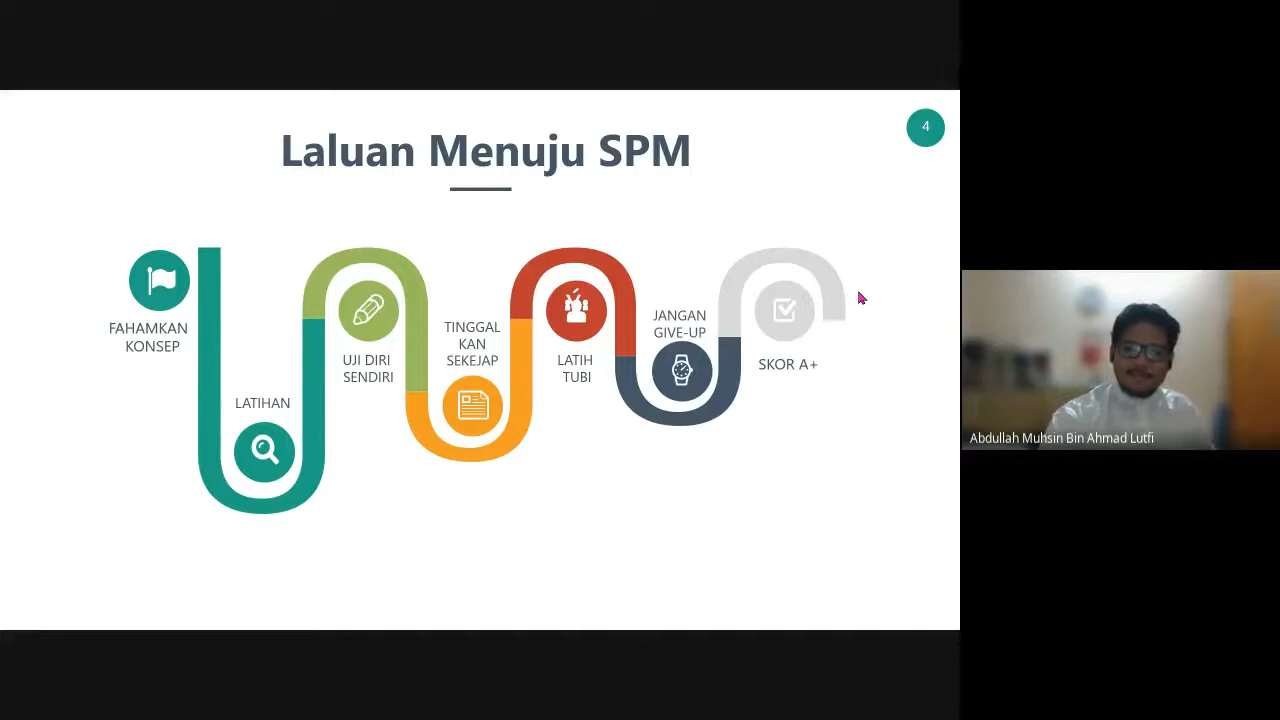 4
Laluan Menuju SPM
FAHAMKAN
KONSEP
LATIHAN
UJI DIRI
SENDIRI
TINGGAL
KAN
SEKEJAP
LATIH
TUBI
JANGAN
GIVE-UP
SKOR A+
Abdullah Muhsin Bin Ahmad Lutfi